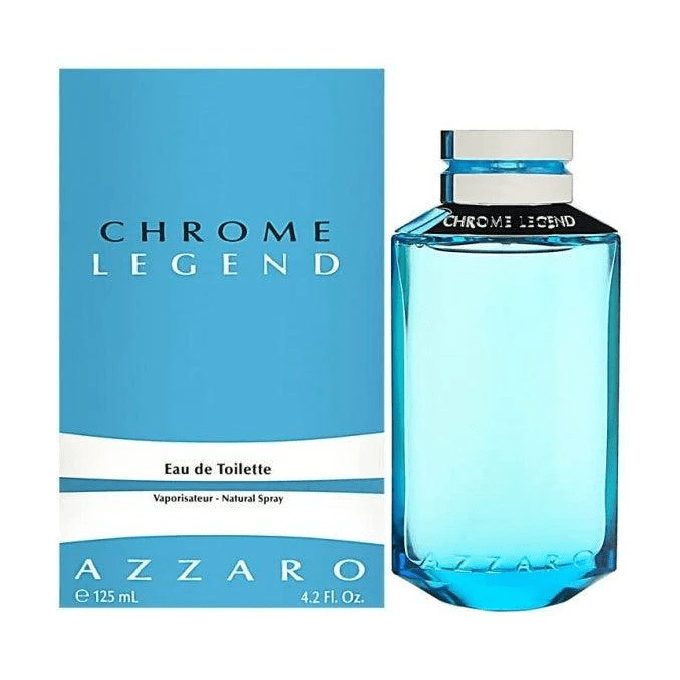 CHROME
LEGEND
Eau de Toilette
Vaporisateur - Natural Spray
AZZARO
℮ 125 mL 4.2 Fl. Oz.
CHROME LEGEND
AZZARO